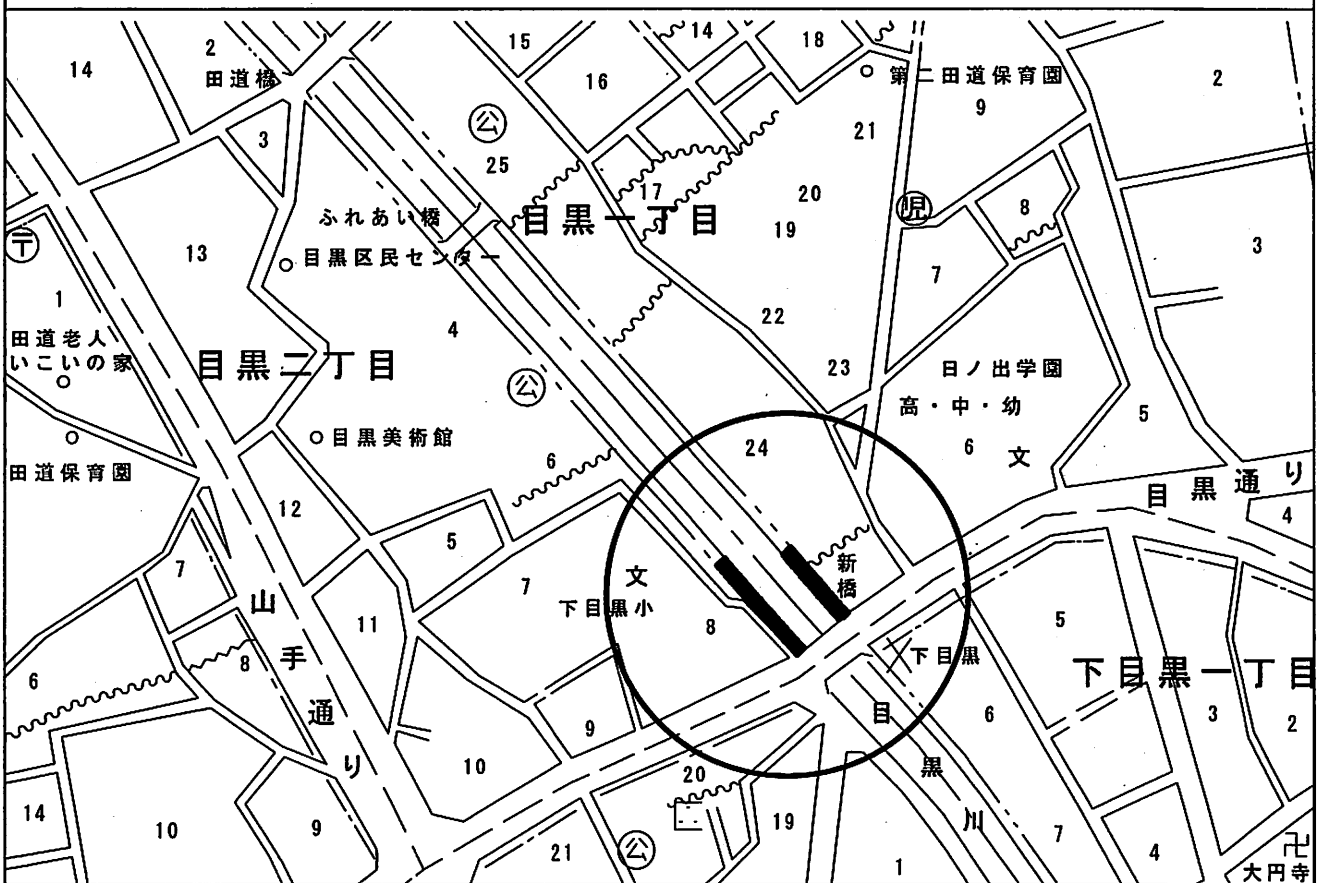 14
2
田道橋
15
14
18
16
第二田道保育園
9
2
3
公
25
21
17
20
児
8
ふれあい橋
目黒一丁目
19
13
目黒区民センター
7
3
〒
1
田道老人
いこいの家
4
22
目黒二丁目
公
23
日ノ出学園
高・中・幼
5
目黒美術館
24
6
文
田道保育園
6
目黒通り
4
12
5
7
文
下目黒小
新橋
7
山手通り
11
8
下目黒
5
下目黒一丁目
8
6
目黒川
6
3
2
9
10
20
14
10
9
21
公
19
1
7
4
卍
大円寺